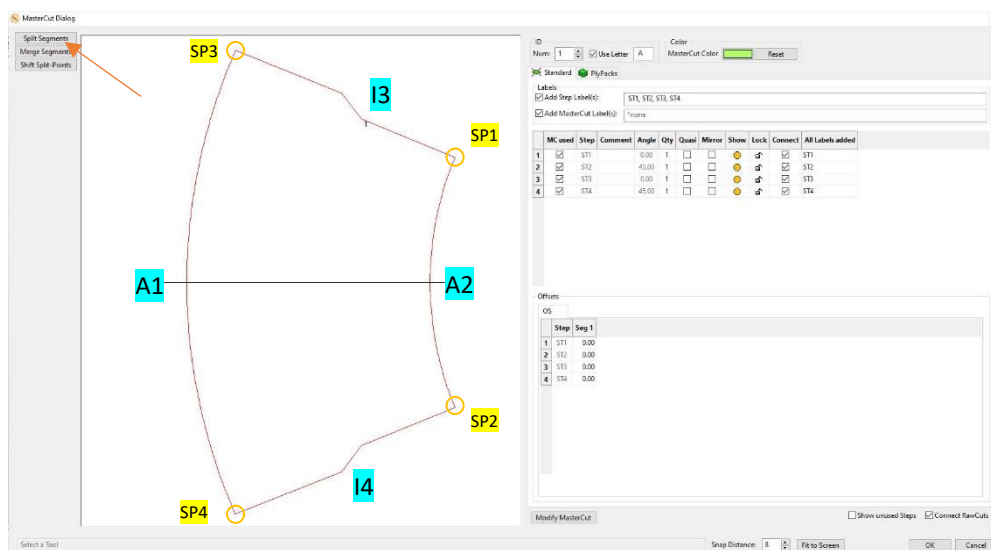 MasterCut Dialog
Split Segments
Merge Segments
Shift Split-Points
SP3
I3
SP1
A1
A2
SP2
I4
SP4
ID
Num: 1 Use Letter A
Color
MasterCut Color Reset
Standard PlyPacks
Labels
Add Step Label(s): ST1, ST2, ST3, ST4
Add MasterCut Label(s): *none
MC used Step Comment Angle Qty Quasi Mirror Show Lock Connect All Labels added
1 ST1 0.00 1 ST1
2 ST2 45.00 1 ST2
3 ST3 0.00 1 ST3
4 ST4 45.00 1 ST4
Offsets
OS
Step Seg 1
1 ST1 0.00
2 ST2 0.00
3 ST3 0.00
4 ST4 0.00
Modify MasterCut
Show unused Steps Connect RawCuts
Select a Tool
Snap Distance: 8 Fit to Screen OK Cancel